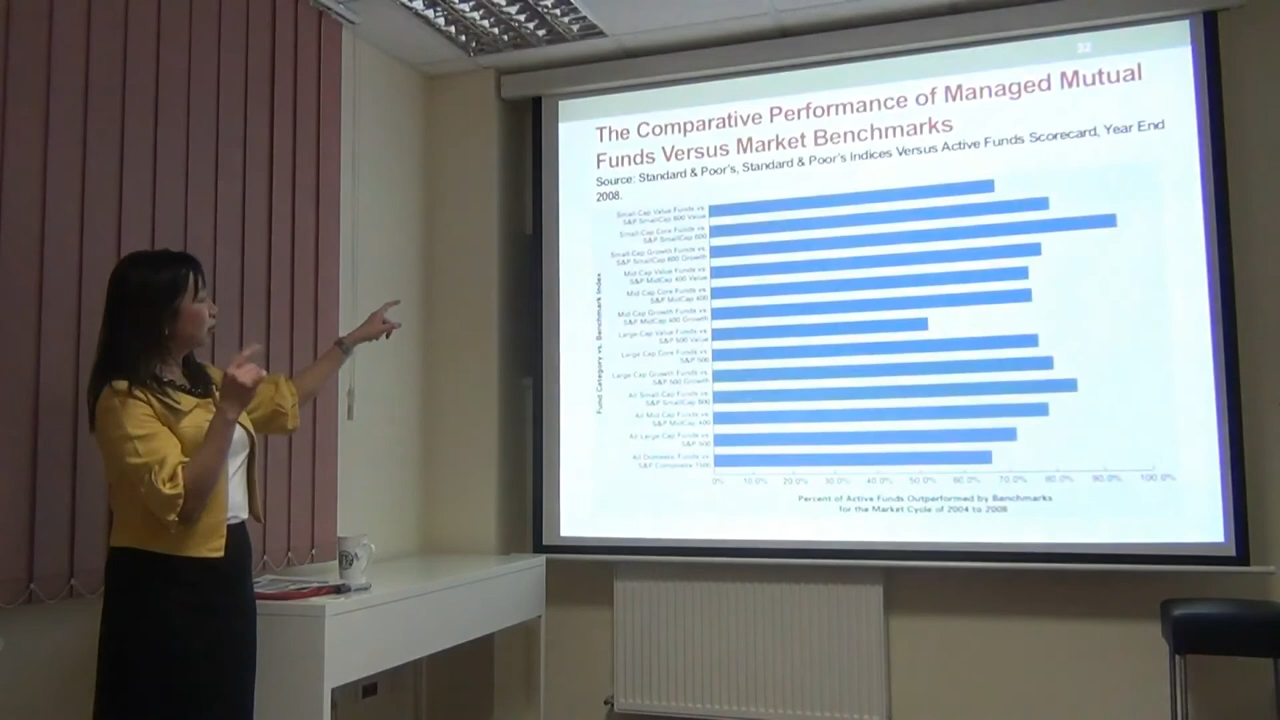 32
The Comparative Performance of Managed Mutual
Funds Versus Market Benchmarks
Source: Standard & Poor's, Standard & Poor's Indices Versus Active Funds Scorecard, Year End
2008.
Fund Category vs. Benchmark Index
Small-Cap Value Funds vs.
S&P SmallCap 600 Value
Small-Cap Core Funds vs.
S&P SmallCap 600
Small-Cap Growth Funds vs.
S&P SmallCap 600 Growth
Mid-Cap Value Funds vs.
S&P MidCap 400 Value
Mid-Cap Core Funds vs.
S&P MidCap 400
Mid-Cap Growth Funds vs.
S&P MidCap 400 Growth
Large-Cap Value Funds vs.
S&P 500 Value
Large-Cap Core Funds vs.
S&P 500
Large-Cap Growth Funds vs.
S&P 500 Growth
All Small-Cap Funds vs.
S&P SmallCap 600
All Mid-Cap Funds vs.
S&P MidCap 400
All Large-Cap Funds vs.
S&P 500
All Domestic Funds vs.
S&P Composite 1500
0% 10.0% 20.0% 30.0% 40.0% 50.0% 60.0% 70.0% 80.0% 90.0% 100.0%
Percent of Active Funds Outperformed by Benchmarks
for the Market Cycle of 2004 to 2008